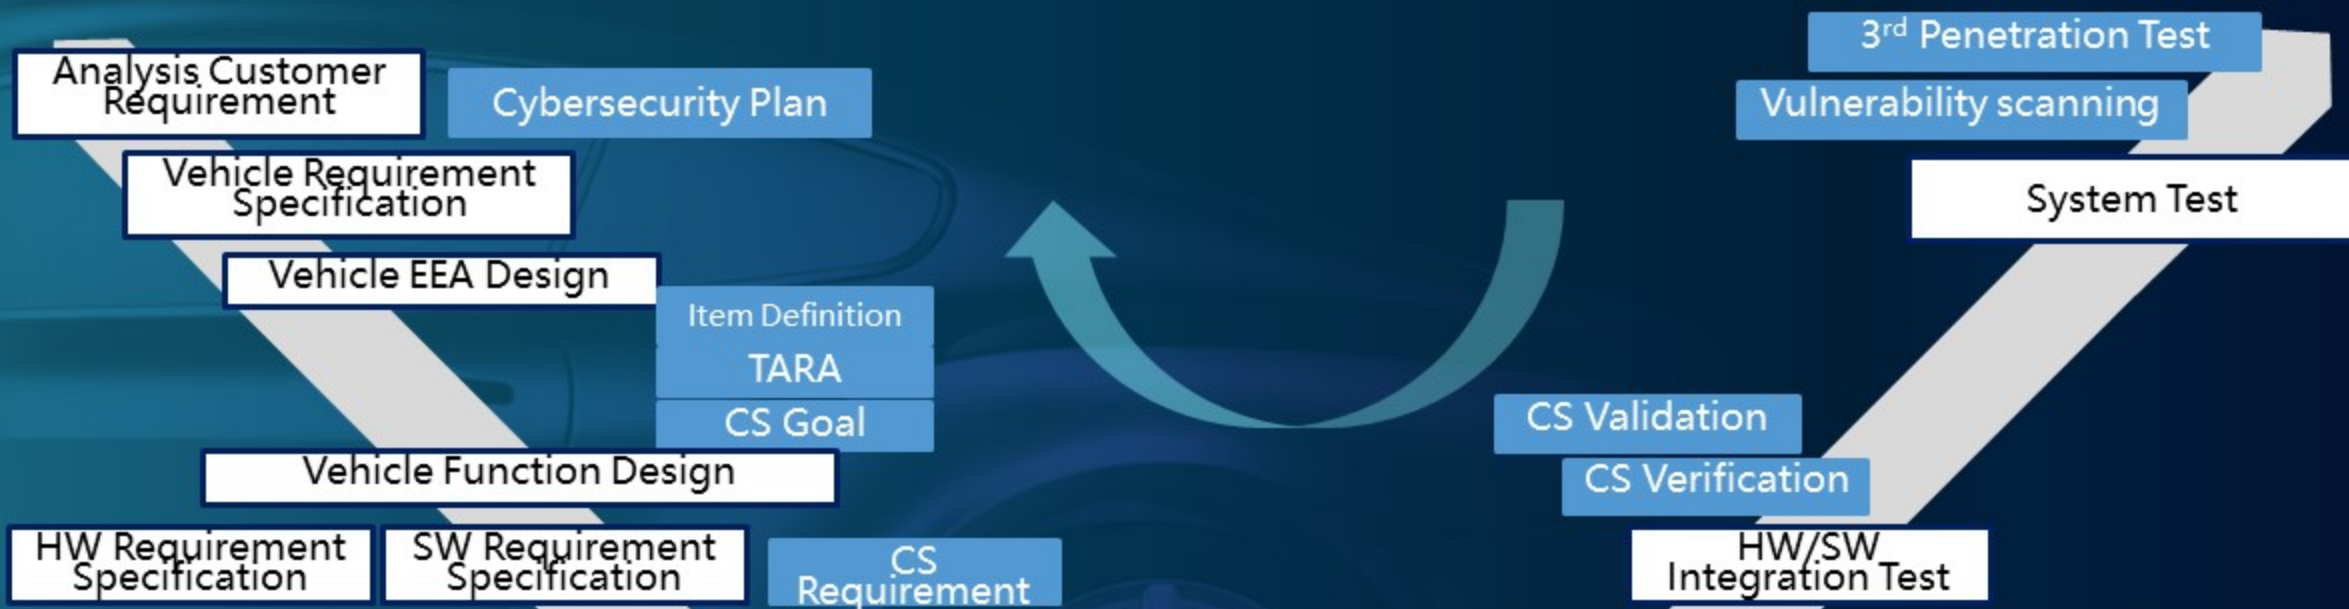 Analysis Customer
Requirement
Cybersecurity Plan
Vehicle Requirement
Specification
Vehicle EEA Design
Item Definition
TARA
CS Goal
Vehicle Function Design
HW Requirement
Specification
SW Requirement
Specification
CS
Requirement
3rd Penetration Test
Vulnerability scanning
System Test
CS Validation
CS Verification
HW/SW
Integration Test